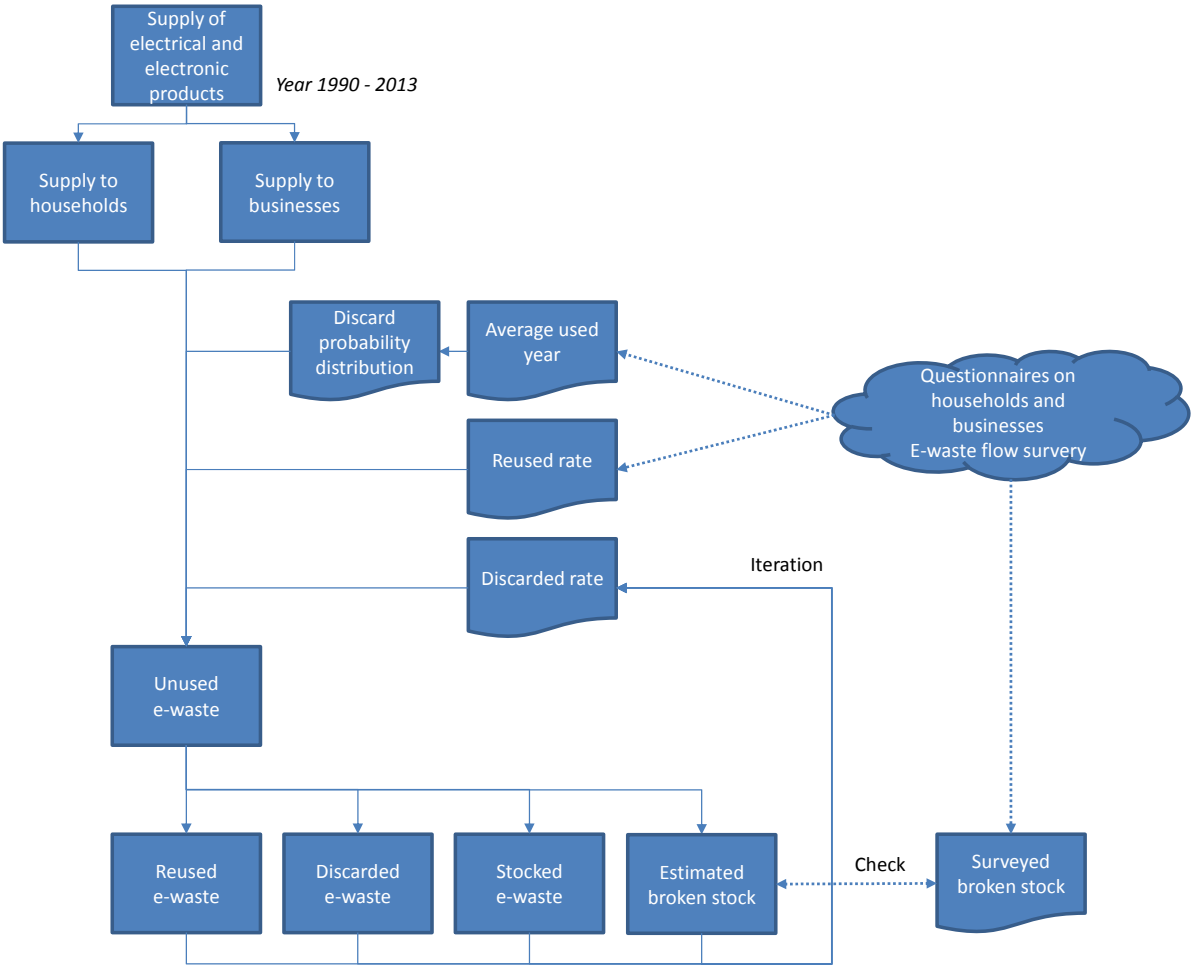 Supply of
electrical and
electronic
products
Year 1990 - 2013
Supply to
households
Supply to
businesses
Discard
probability
distribution
Average used
year
Questionnaires on
households and
businesses
E-waste flow survery
Reused rate
Iteration
Discarded rate
Unused
e-waste
Reused
e-waste
Discarded
e-waste
Stocked
e-waste
Estimated
broken stock
Check
Surveyed
broken stock